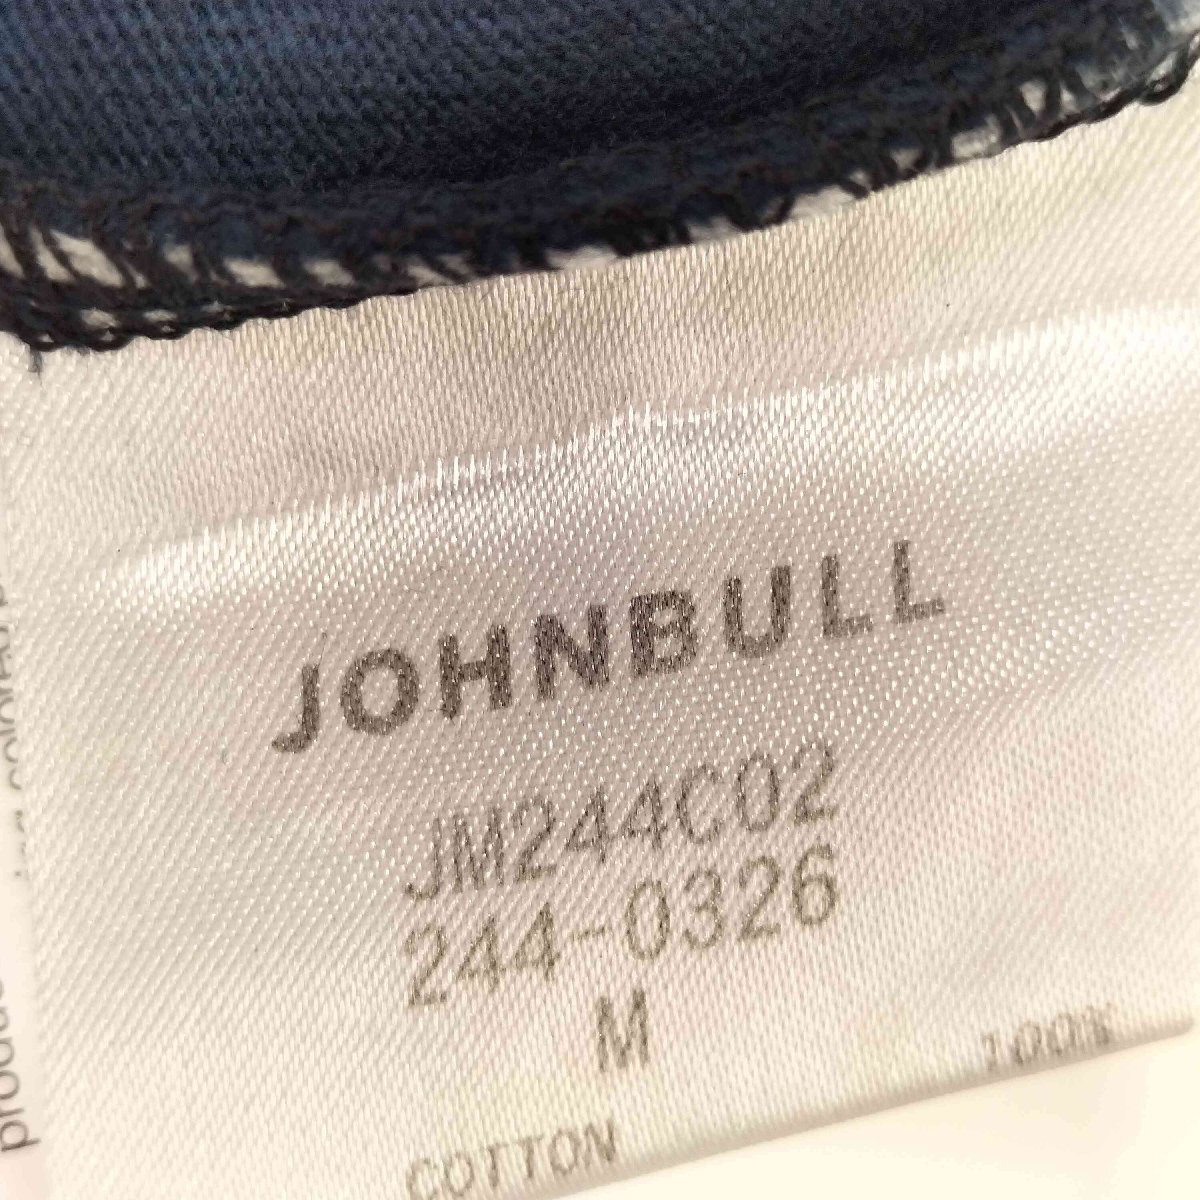 JOHNBULL
JM244C02
244-0326
M
COTTON 100%